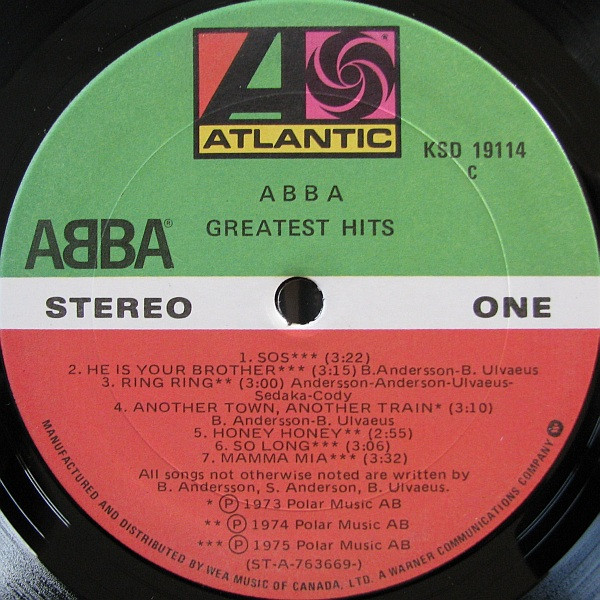 ATLANTIC
KSD 19114
C
ABBA
GREATEST HITS
ABBA®
STEREO
ONE
1. SOS*** (3:22)
2. HE IS YOUR BROTHER*** (3:15) B.Andersson-B. Ulvaeus
3. RING RING** (3:00) Andersson-Anderson-Ulvaeus-
Sedaka-Cody
4. ANOTHER TOWN, ANOTHER TRAIN* (3:10)
B. Andersson-B. Ulvaeus
5. HONEY HONEY** (2:55)
6. SO LONG*** (3:06)
7. MAMMA MIA*** (3:32)
All songs not otherwise noted are written by
B. Andersson, S. Anderson, B. Ulvaeus.
* ℗ 1973 Polar Music AB
** ℗ 1974 Polar Music AB
*** ℗ 1975 Polar Music AB
(ST-A-763669-)
MANUFACTURED AND DISTRIBUTED BY WEA MUSIC OF CANADA, LTD. A WARNER COMMUNICATIONS COMPANY